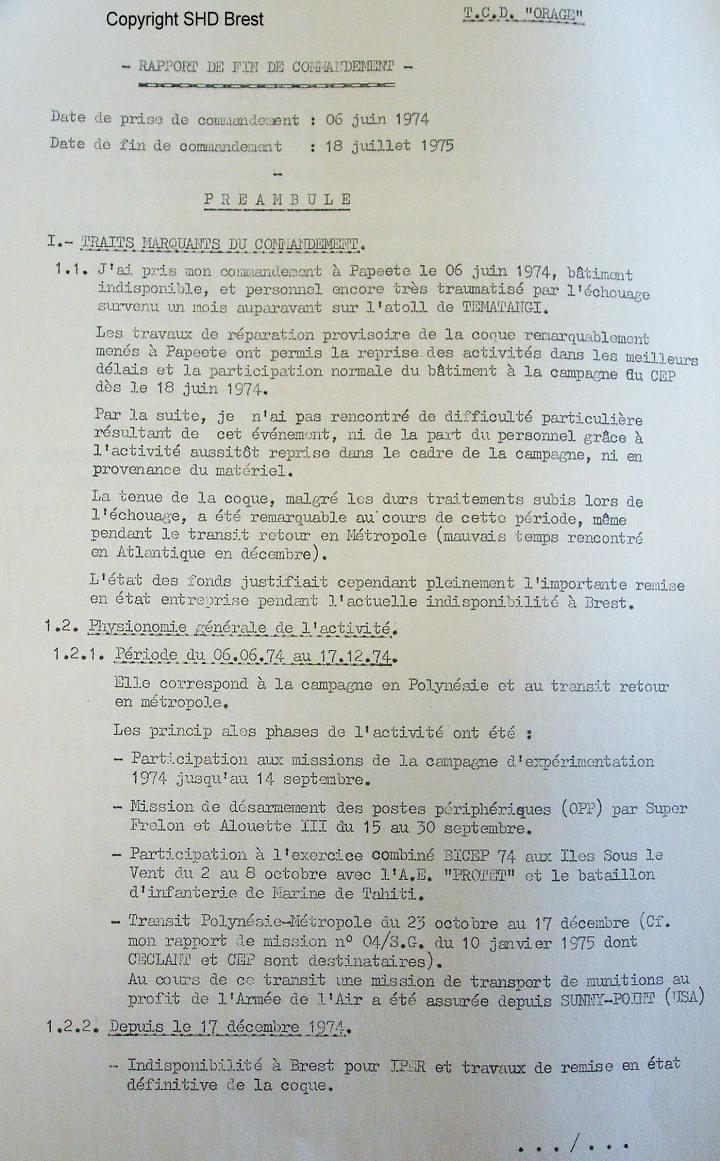 Copyright SHD Brest
T.C.D. "ORAGE"
- RAPPORT DE FIN DE COMMANDEMENT -
Date de prise de commandement : 06 juin 1974
Date de fin de commandement : 18 juillet 1975
-
P R E A M B U L E
I.- TRAITS MARQUANTS DU COMMANDEMENT.
1.1. J'ai pris mon commandement à Papeete le 06 juin 1974, bâtiment
indisponible, et personnel encore très traumatisé par l'échouage
survenu un mois auparavant sur l'atoll de TEMATANGI.
Les travaux de réparation provisoire de la coque remarquablement
menés à Papeete ont permis la reprise des activités dans les meilleurs
délais et la participation normale du bâtiment à la campagne du CEP
dès le 18 juin 1974.
Par la suite, je n'ai pas rencontré de difficulté particulière
résultant de cet événement, ni de la part du personnel grâce à
l'activité aussitôt reprise dans le cadre de la campagne, ni en
provenance du matériel.
La tenue de la coque, malgré les durs traitements subis lors de
l'échouage, a été remarquable au cours de cette période, même
pendant le transit retour en Métropole (mauvais temps rencontré
en Atlantique en décembre).
L'état des fonds justifiait cependant pleinement l'importante remise
en état entreprise pendant l'actuelle indisponibilité à Brest.
1.2. Physionomie générale de l'activité.
1.2.1. Période du 06.06.74 au 17.12.74.
Elle correspond à la campagne en Polynésie et au transit retour
en métropole.
Les princip ales phases de l'activité ont été :
- Participation aux missions de la campagne d'expérimentation
1974 jusqu'au 14 septembre.
- Mission de désarmement des postes périphériques (OPP) par Super
Frelon et Alouette III du 15 au 30 septembre.
- Participation à l'exercice combiné BICEP 74 aux Iles Sous le
Vent du 2 au 8 octobre avec l'A.E. "PROTET" et le bataillon
d'infanterie de Marine de Tahiti.
- Transit Polynésie-Métropole du 23 octobre au 17 décembre (Cf.
mon rapport de mission n° 04/S.G. du 10 janvier 1975 dont
CECLANT et CEP sont destinataires).
Au cours de ce transit une mission de transport de munitions au
profit de l'Armée de l'Air a été assurée depuis SUNNY-POINT (USA)
1.2.2. Depuis le 17 décembre 1974.
- Indisponibilité à Brest pour IPER et travaux de remise en état
définitive de la coque.
.../...